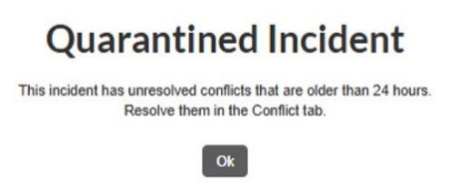 Quarantined Incident
This incident has unresolved conflicts that are older than 24 hours.
Resolve them in the Conflict tab.
Ok